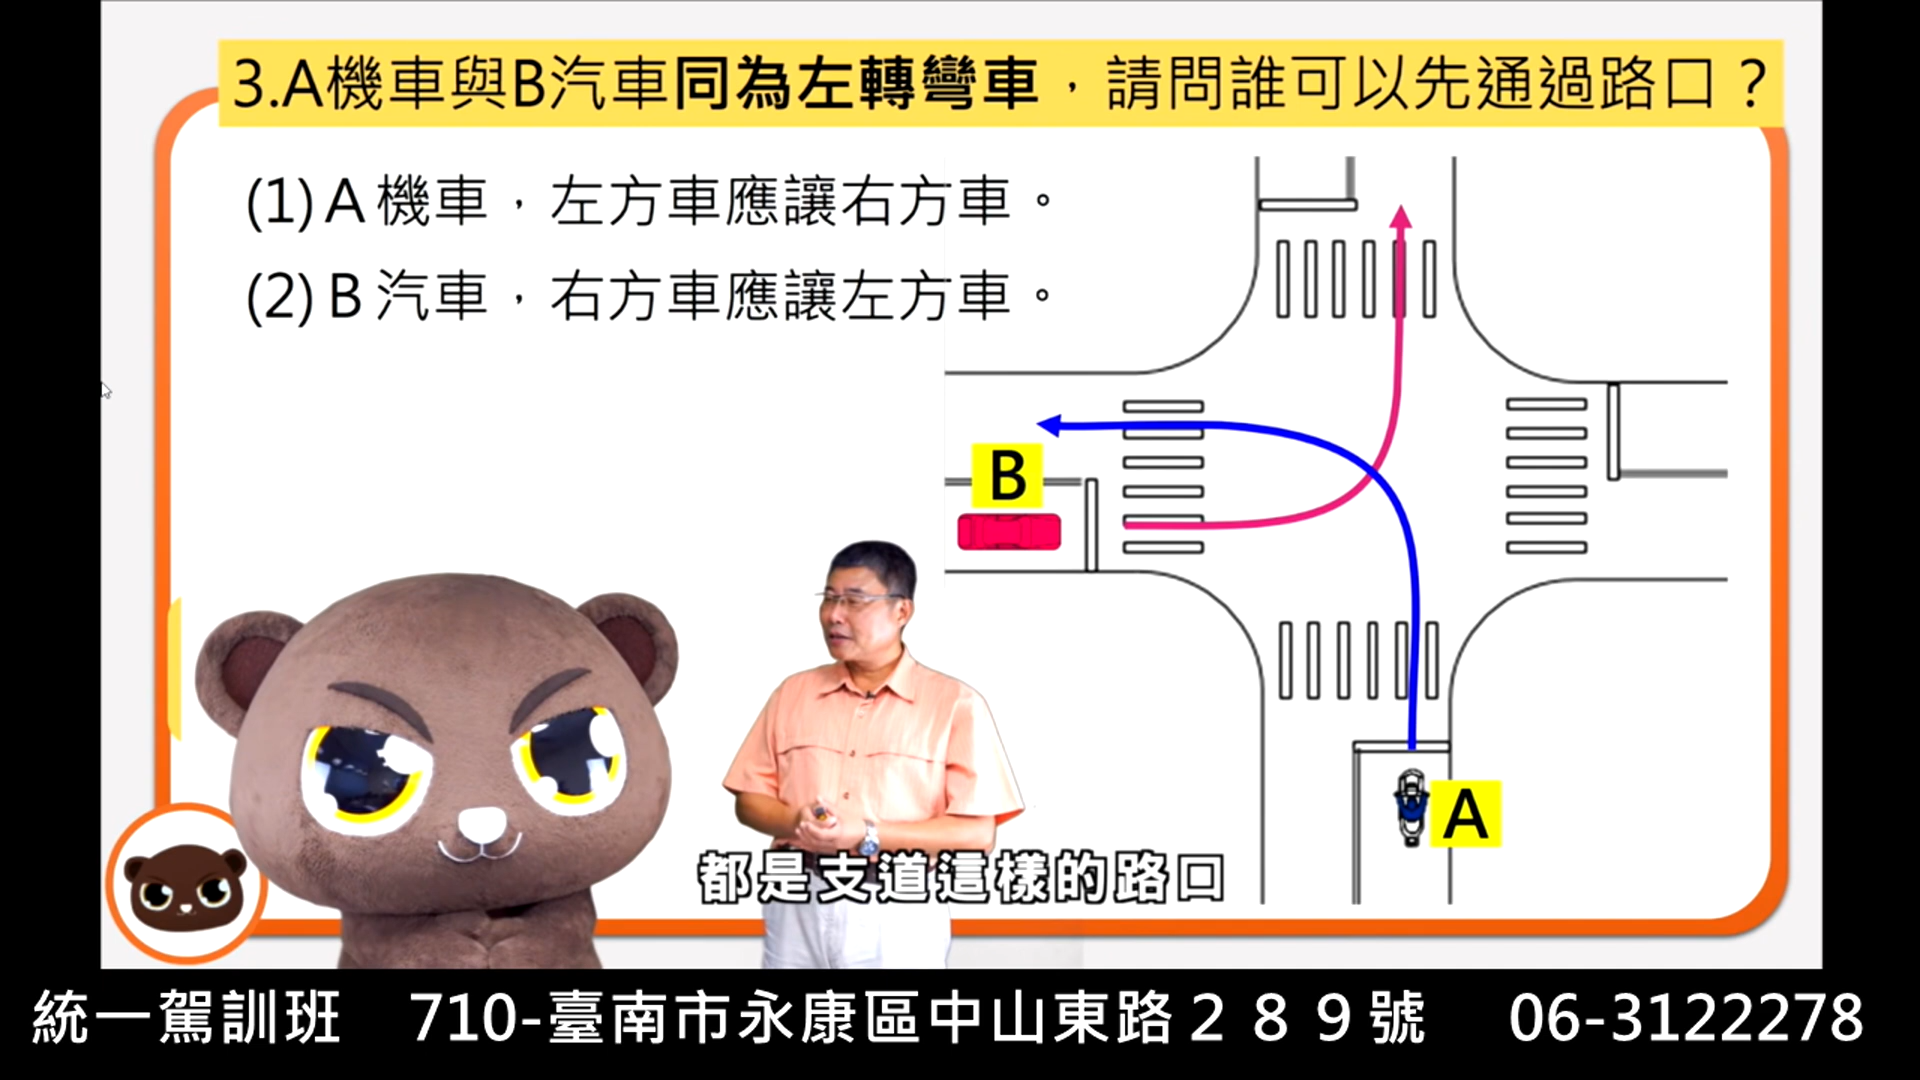 3.A機車與B汽車同為左轉彎車，請問誰可以先通過路口？
(1) A 機車，左方車應讓右方車。
(2) B 汽車，右方車應讓左方車。
B
A
都是支道這樣的路口
統一駕訓班 710-臺南市永康區中山東路２８９號 06-3122278